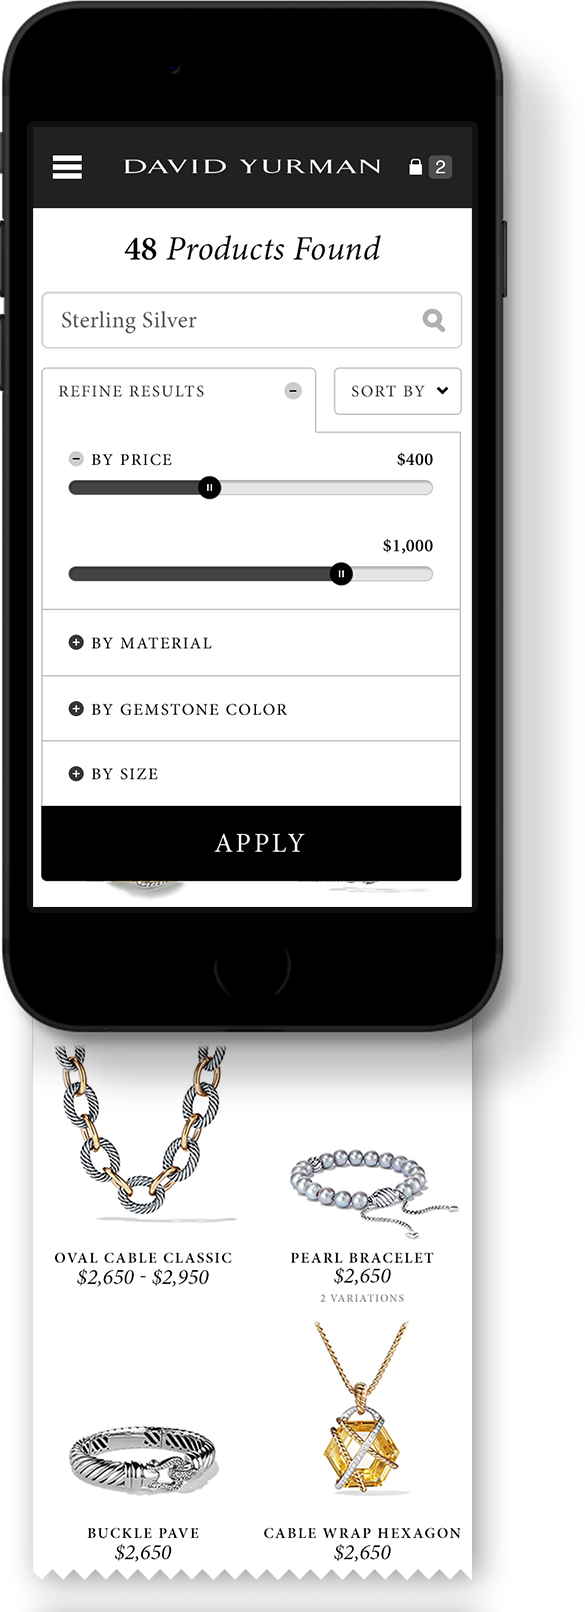 DAVID YURMAN 2
48 Products Found
Sterling Silver
REFINE RESULTS SORT BY
BY PRICE $400
$1,000
BY MATERIAL
BY GEMSTONE COLOR
BY SIZE
APPLY
OVAL CABLE CLASSIC
$2,650 - $2,950
PEARL BRACELET
$2,650
2 VARIATIONS
BUCKLE PAVE
$2,650
CABLE WRAP HEXAGON
$2,650